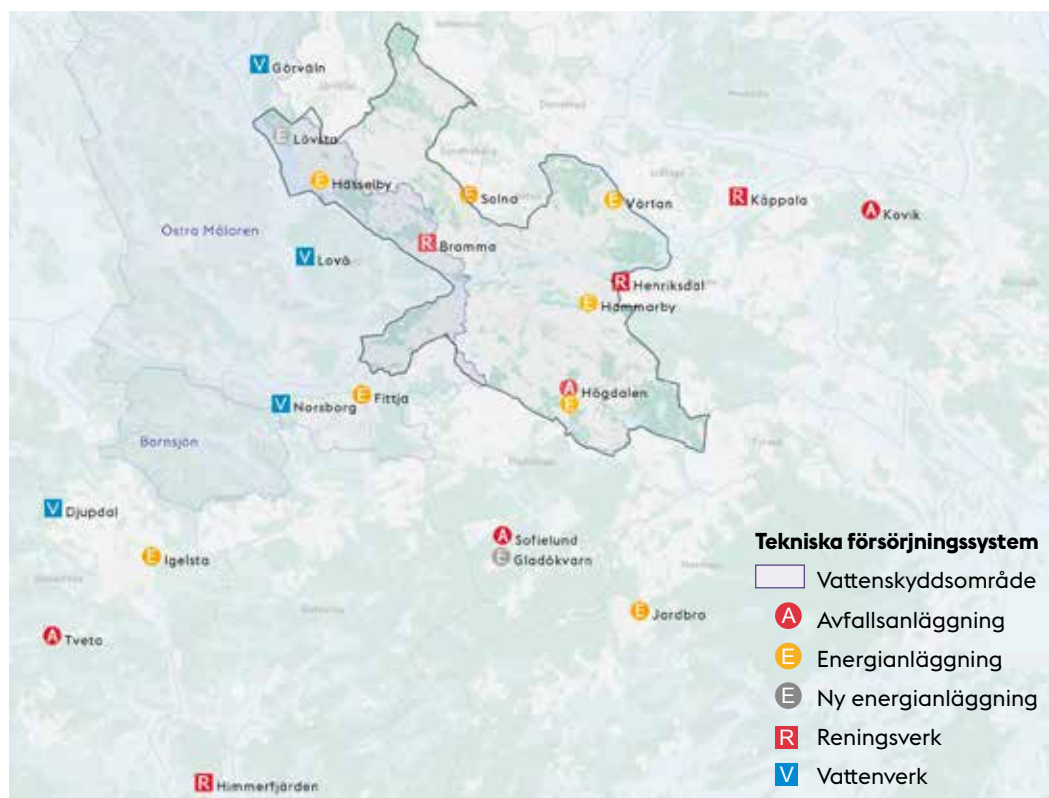 V Görväln
E Lövsta
E Hässelby
E Solna
E Värtan
R Käppala
A Kovik
Östra Mälaren
R Bromma
V Lovö
R Henriksdal
E Hammarby
A Högdalen
E
E Fittja
V Norsborg
Bornsjön
V Djupdal
E Igelsta
A Sofielund
E Gladökvarn
E Jordbro
A Tveta
R Himmerfjärden
Tekniska försörjningssystem
Vattenskyddsområde
A Avfallsanläggning
E Energianläggning
E Ny energianläggning
R Reningsverk
V Vattenverk